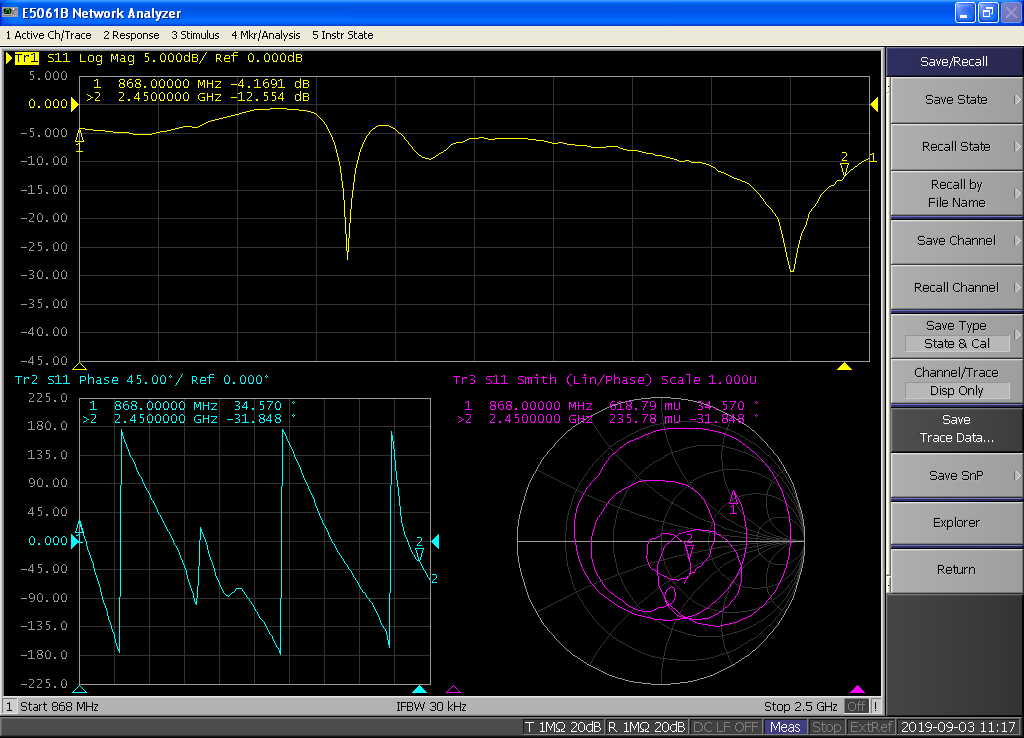 E5061B Network Analyzer
1 Active Ch/Trace 2 Response 3 Stimulus 4 Mkr/Analysis 5 Instr State
Tr1 S11 Log Mag 5.000dB/ Ref 0.000dB
5.000
1 868.00000 MHz -4.1691 dB
>2 2.4500000 GHz -12.554 dB
0.000
-5.000
-10.00
-15.00
-20.00
-25.00
-30.00
-35.00
-40.00
-45.00
1
2
1
Tr2 S11 Phase 45.00°/ Ref 0.000°
225.0
1 868.00000 MHz 34.570 °
>2 2.4500000 GHz -31.848 °
180.0
135.0
90.00
45.00
0.000
-45.00
-90.00
-135.0
-180.0
-225.0
1
2
2
Tr3 S11 Smith (Lin/Phase) Scale 1.000U
1 868.00000 MHz 618.79 mU 34.570 °
>2 2.4500000 GHz 235.78 mU -31.848 °
1
2
Save/Recall
Save State
Recall State
Recall by
File Name
Save Channel
Recall Channel
Save Type
State & Cal
Channel/Trace
Disp Only
Save
Trace Data...
Save SnP
Explorer
Return
1 Start 868 MHz IFBW 30 kHz Stop 2.5 GHz Off !
T 1MΩ 20dB R 1MΩ 20dB DC LF OFF Meas Stop ExtRef 2019-09-03 11:17